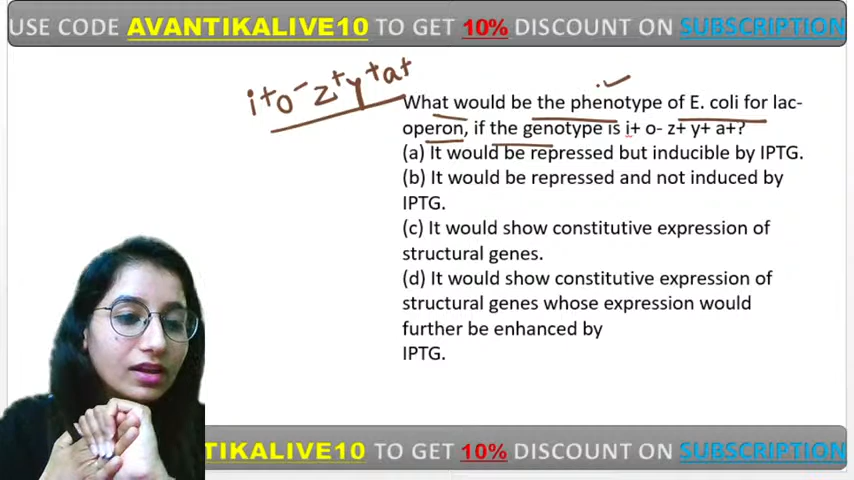 USE CODE AVANTIKALIVE10 TO GET 10% DISCOUNT ON SUBSCRIPTION
i+o-z+y+a+
What would be the phenotype of E. coli for lac-
operon, if the genotype is i+ o- z+ y+ a+?
(a) It would be repressed but inducible by IPTG.
(b) It would be repressed and not induced by
IPTG.
(c) It would show constitutive expression of
structural genes.
(d) It would show constitutive expression of
structural genes whose expression would
further be enhanced by
IPTG.
TIKALIVE10 TO GET 10% DISCOUNT ON SUBSCRIPTION